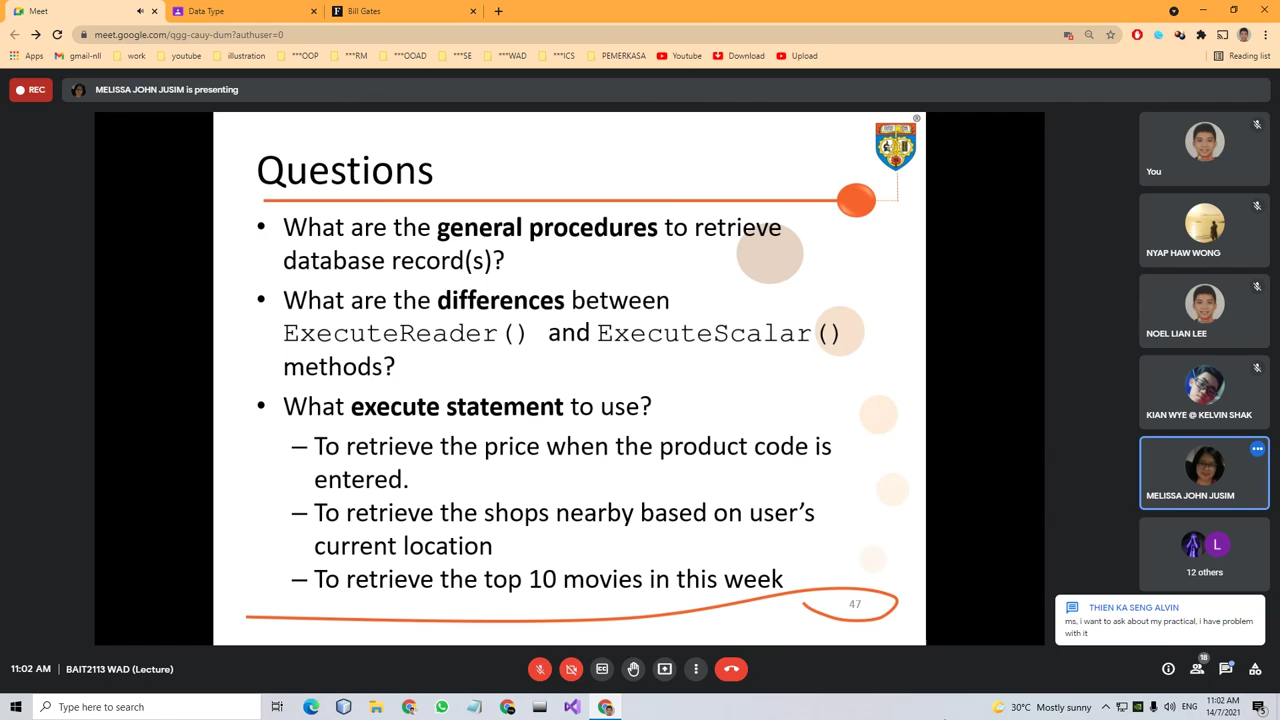 Meet
Data Type
Bill Gates
meet.google.com/qgg-cauy-dum?authuser=0
Apps
gmail-nll
work
youtube
illustration
***OOP
***RM
***OOAD
***SE
***WAD
***ICS
PEMERKASA
Youtube
Download
Upload
Reading list
REC
MELISSA JOHN JUSIM is presenting
Questions
• What are the general procedures to retrieve
database record(s)?
• What are the differences between
ExecuteReader() and ExecuteScalar()
methods?
• What execute statement to use?
– To retrieve the price when the product code is
entered.
– To retrieve the shops nearby based on user's
current location
– To retrieve the top 10 movies in this week
47
You
NYAP HAW WONG
NOEL LIAN LEE
KIAN WYE @ KELVIN SHAK
MELISSA JOHN JUSIM
L
12 others
THIEN KA SENG ALVIN
ms, i want to ask about my practical, i have problem
with it
11:02 AM | BAIT2113 WAD (Lecture)
18
Type here to search
30°C Mostly sunny
ENG
11:02 AM
14/7/2021